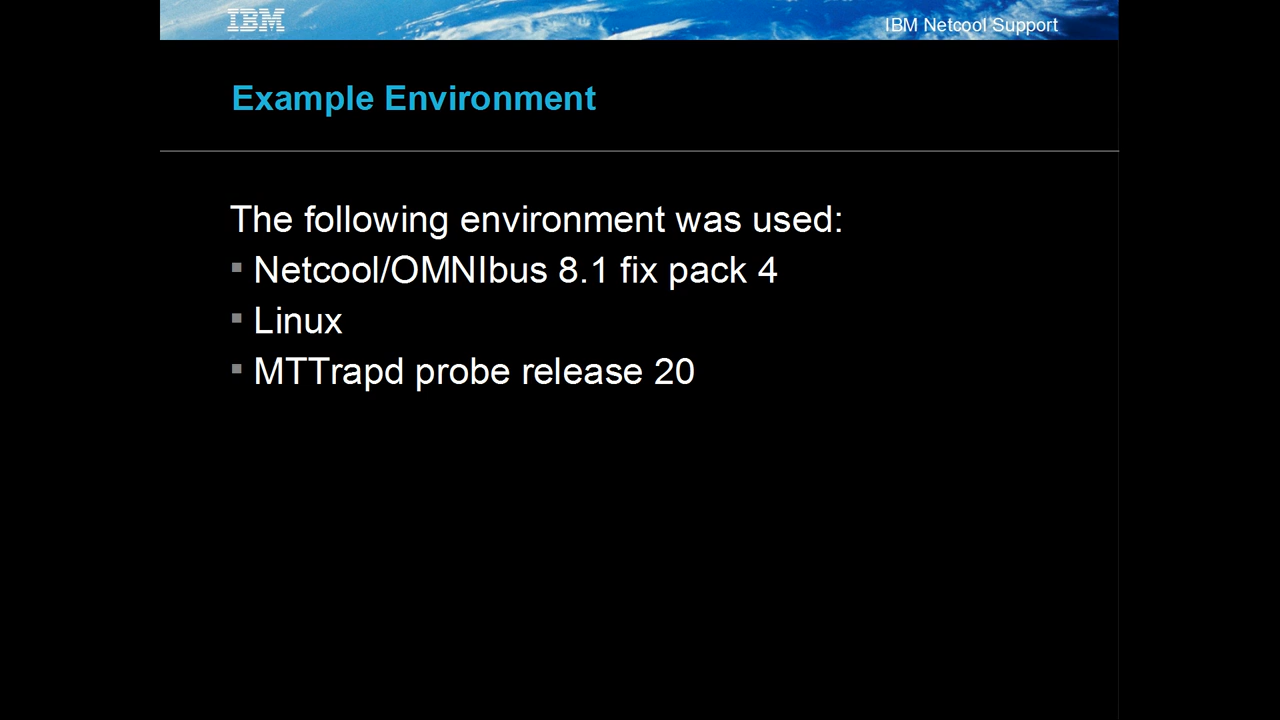 IBM
IBM Netcool Support
Example Environment
The following environment was used:
Netcool/OMNIbus 8.1 fix pack 4
Linux
MTTrapd probe release 20